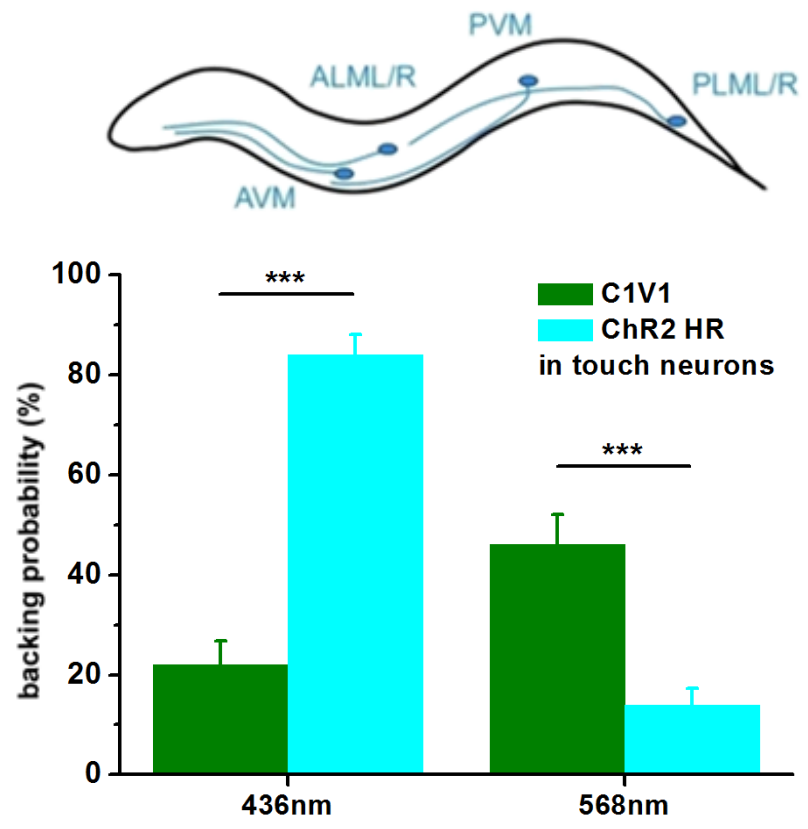 PVM
ALML/R
PLML/R
AVM
100
80
60
40
20
0
backing probability (%)
***
***
C1V1
ChR2 HR
in touch neurons
436nm
568nm